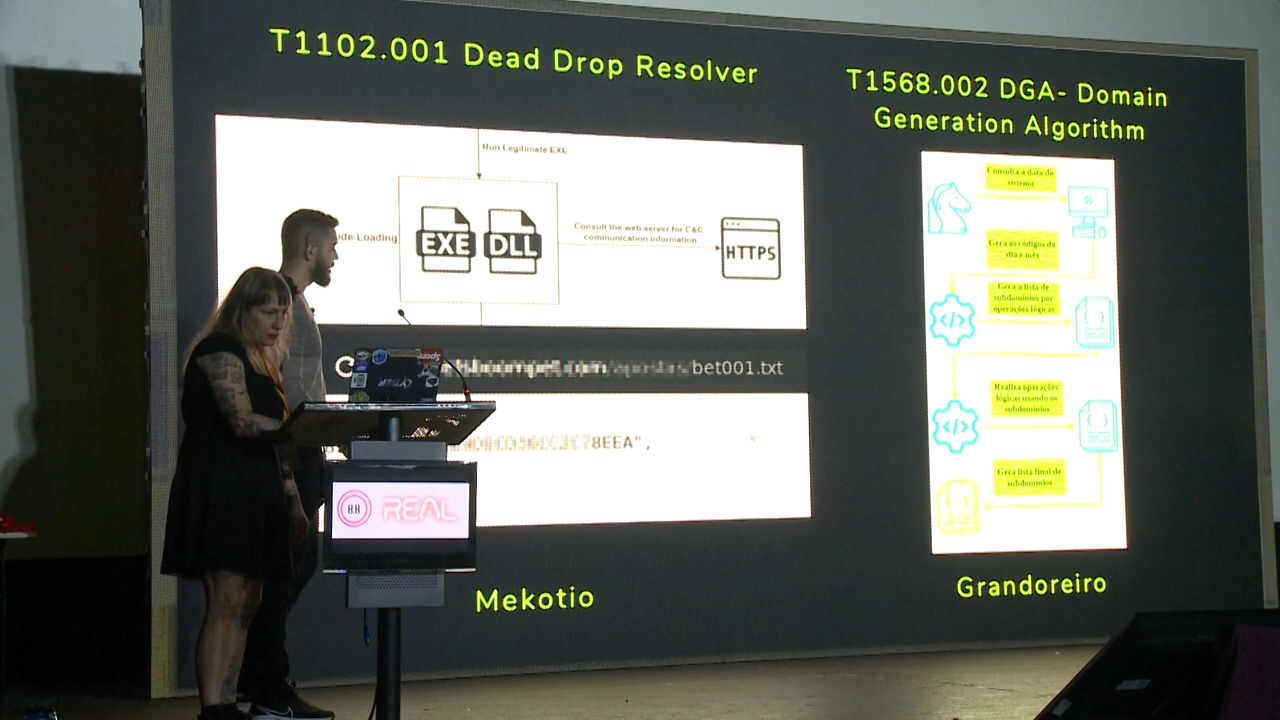 T1102.001 Dead Drop Resolver
T1568.002 DGA- Domain
Generation Algorithm
Run Legitimate EXE
ide-Loading
EXE
DLL
Consult the web server for C&C
communication information
HTTPS
bet001.txt
8EEA",
Mekotio
Consulta a data do
sistema
Gera os códigos do
dia e mês
Gera a lista de
subdomínios por
operações lógicas
Realiza operações
lógicas usando os
subdomínios
Gera lista final de
subdomínios
Grandoreiro
CYBER
8.8
REAL